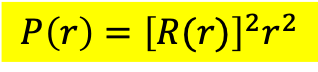 P(r) = [R(r)]²r²